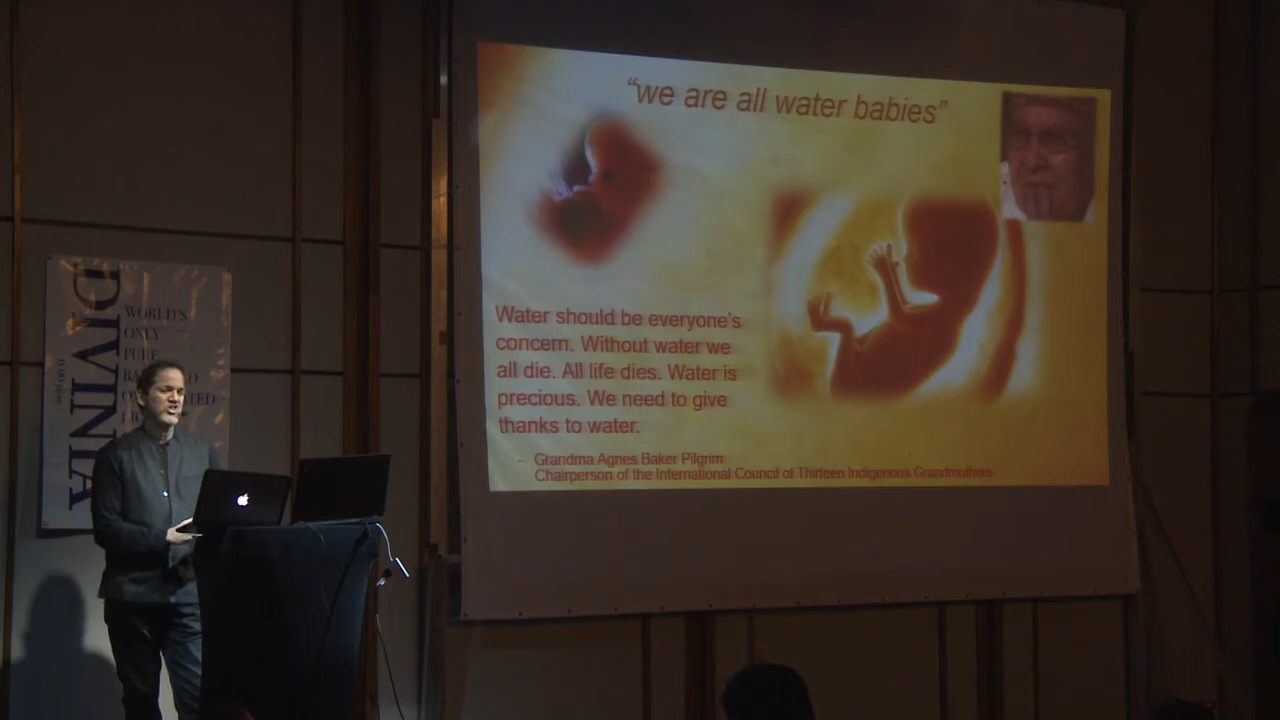 “we are all water babies”
Water should be everyone's
concern. Without water we
all die. All life dies. Water is
precious. We need to give
thanks to water.
- Grandma Agnes Baker Pilgrim
Chairperson of the International Council of Thirteen Indigenous Grandmothers
DIVINIA
WORLD'S
ONLY
PURE